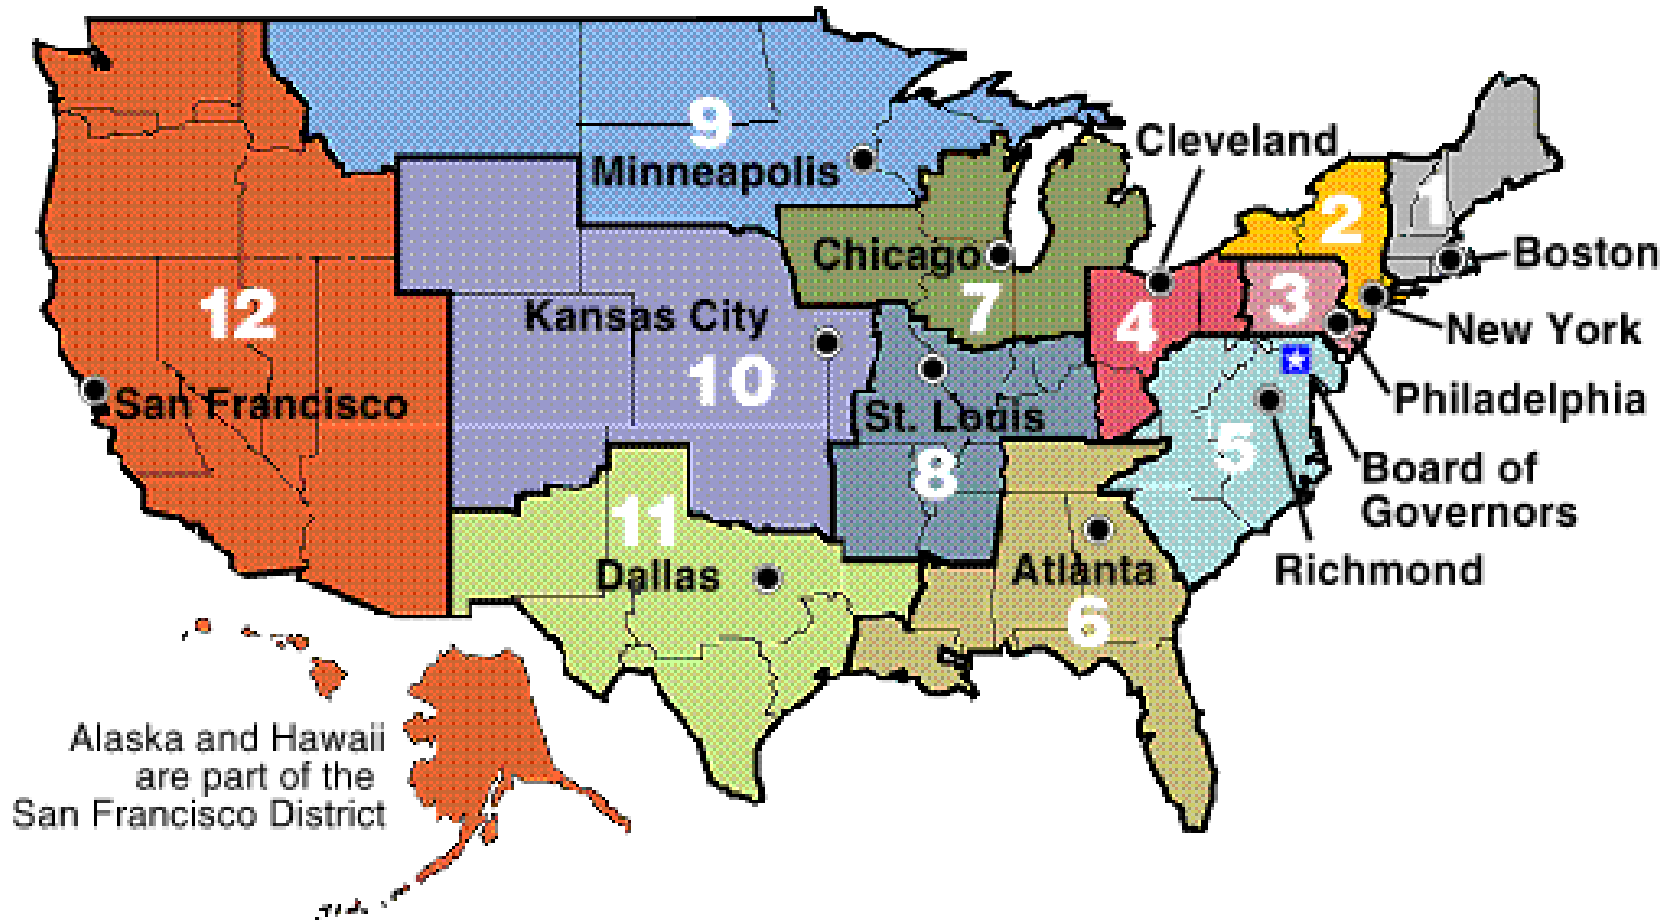 9
Minneapolis
Cleveland
2
1
Chicago
Boston
12
Kansas City
7
4
3
New York
10
San Francisco
St. Louis
Philadelphia
5
8
Board of
Governors
11
Dallas
Atlanta
Richmond
6
Alaska and Hawaii
are part of the
San Francisco District